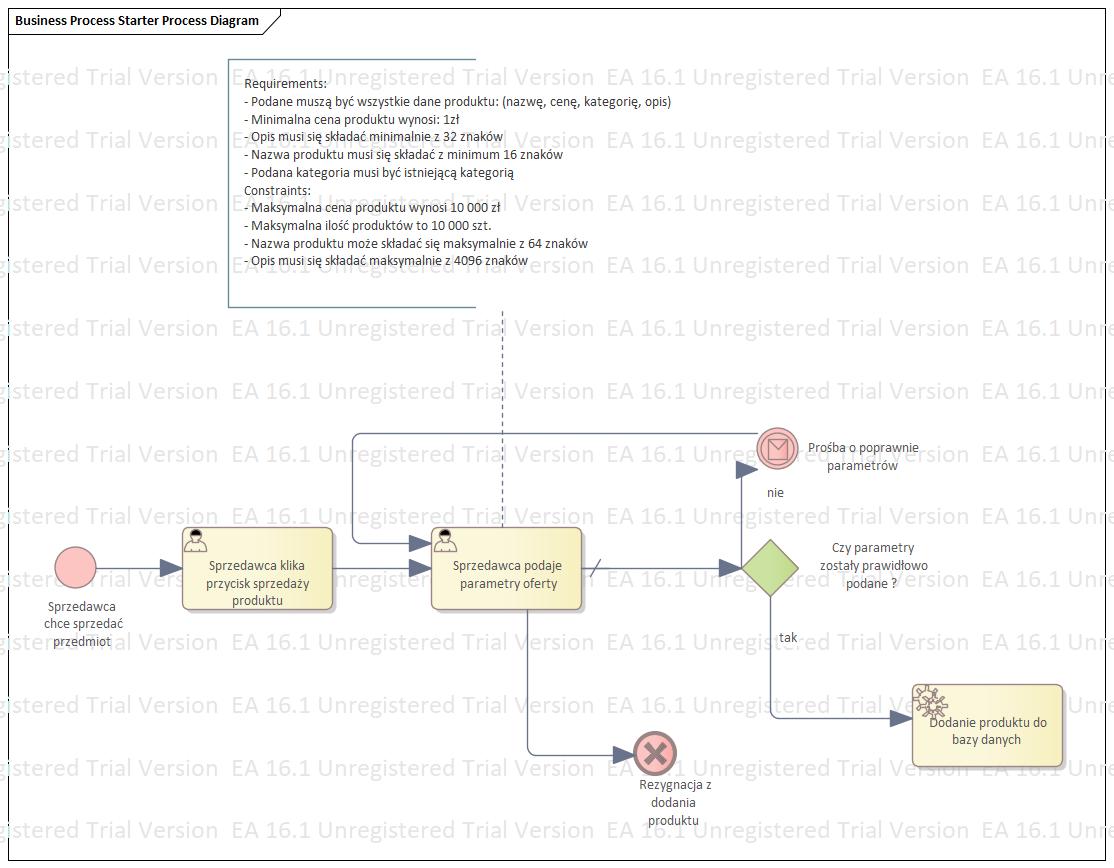 Business Process Starter Process Diagram
Requirements:
- Podane muszą być wszystkie dane produktu: (nazwę, cenę, kategorię, opis)
- Minimalna cena produktu wynosi: 1zł
- Opis musi się składać minimalnie z 32 znaków
- Nazwa produktu musi się składać z minimum 16 znaków
- Podana kategoria musi być istniejącą kategorią
Constraints:
- Maksymalna cena produktu wynosi 10 000 zł
- Maksymalna ilość produktów to 10 000 szt.
- Nazwa produktu może składać się maksymalnie z 64 znaków
- Opis musi się składać maksymalnie z 4096 znaków
Prośba o poprawnie
parametrów
nie
Sprzedawca
chce sprzedać
przedmiot
Sprzedawca klika
przycisk sprzedaży
produktu
Sprzedawca podaje
parametry oferty
Czy parametry
zostały prawidłowo
podane ?
tak
Dodanie produktu do
bazy danych
Rezygnacja z
dodania
produktu
EA 16.1 Unregistered Trial Version